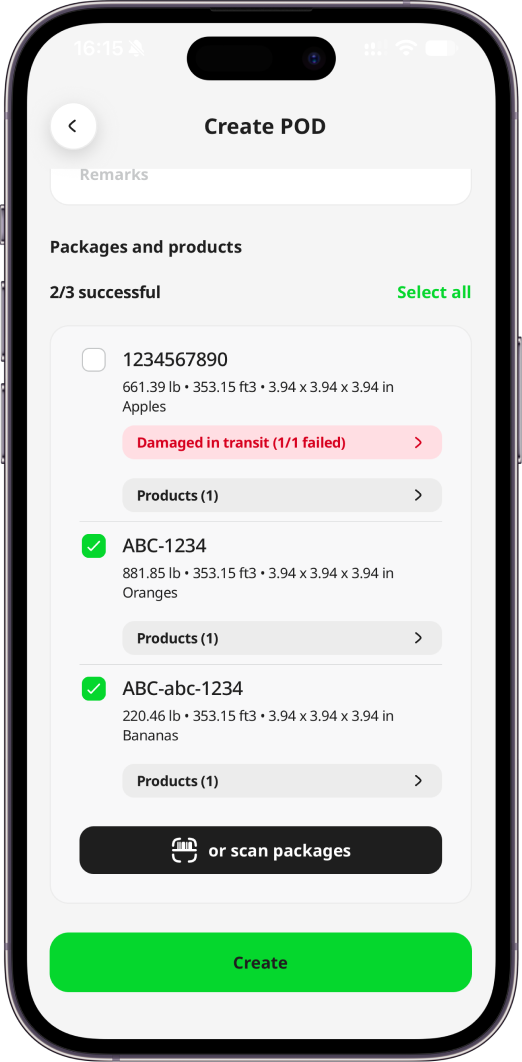 16:15
Create POD
Remarks
Packages and products
2/3 successful
Select all
1234567890
661.39 lb • 353.15 ft3 • 3.94 x 3.94 x 3.94 in
Apples
Damaged in transit (1/1 failed)
Products (1)
ABC-1234
881.85 lb • 353.15 ft3 • 3.94 x 3.94 x 3.94 in
Oranges
Products (1)
ABC-abc-1234
220.46 lb • 353.15 ft3 • 3.94 x 3.94 x 3.94 in
Bananas
Products (1)
or scan packages
Create